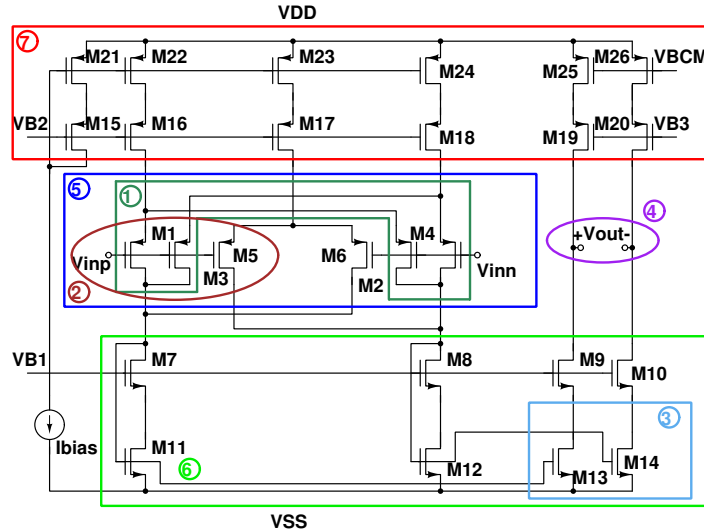 VDD
7
M21 M22 M23 M24 M25 M26 VBCM
VB2 M15 M16 M17 M18 M19 M20 VB3
5
1
4
M1 M5 M6 M4 +Vout-
Vinp M3 M2 Vinn
2
VB1 M7 M8 M9 M10
3
Ibias M11 M12 M13 M14
6
VSS